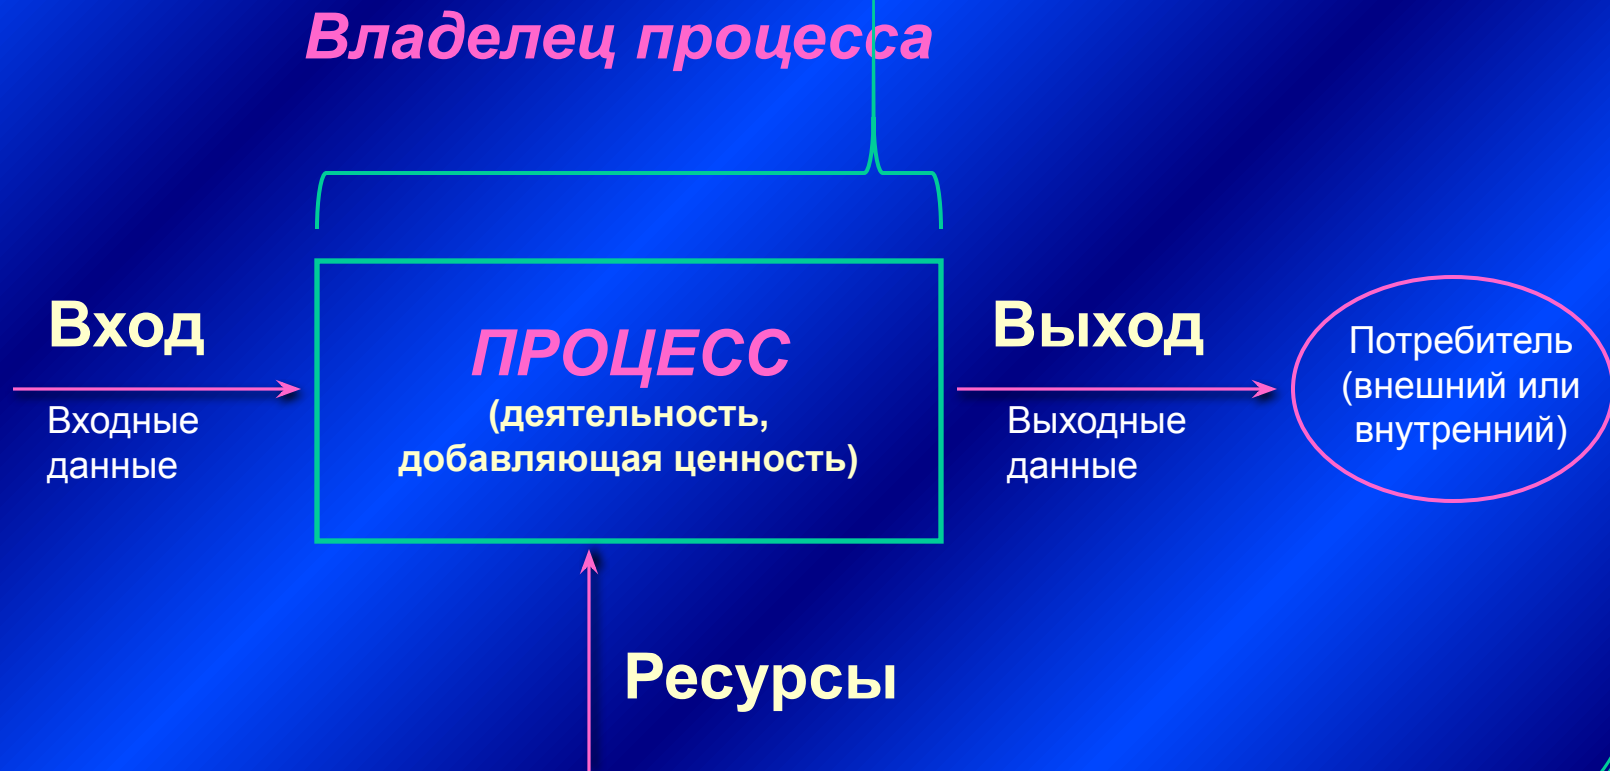 Владелец процесса
Вход
Входные
данные
ПРОЦЕСС
(деятельность,
добавляющая ценность)
Выход
Выходные
данные
Потребитель
(внешний или
внутренний)
Ресурсы